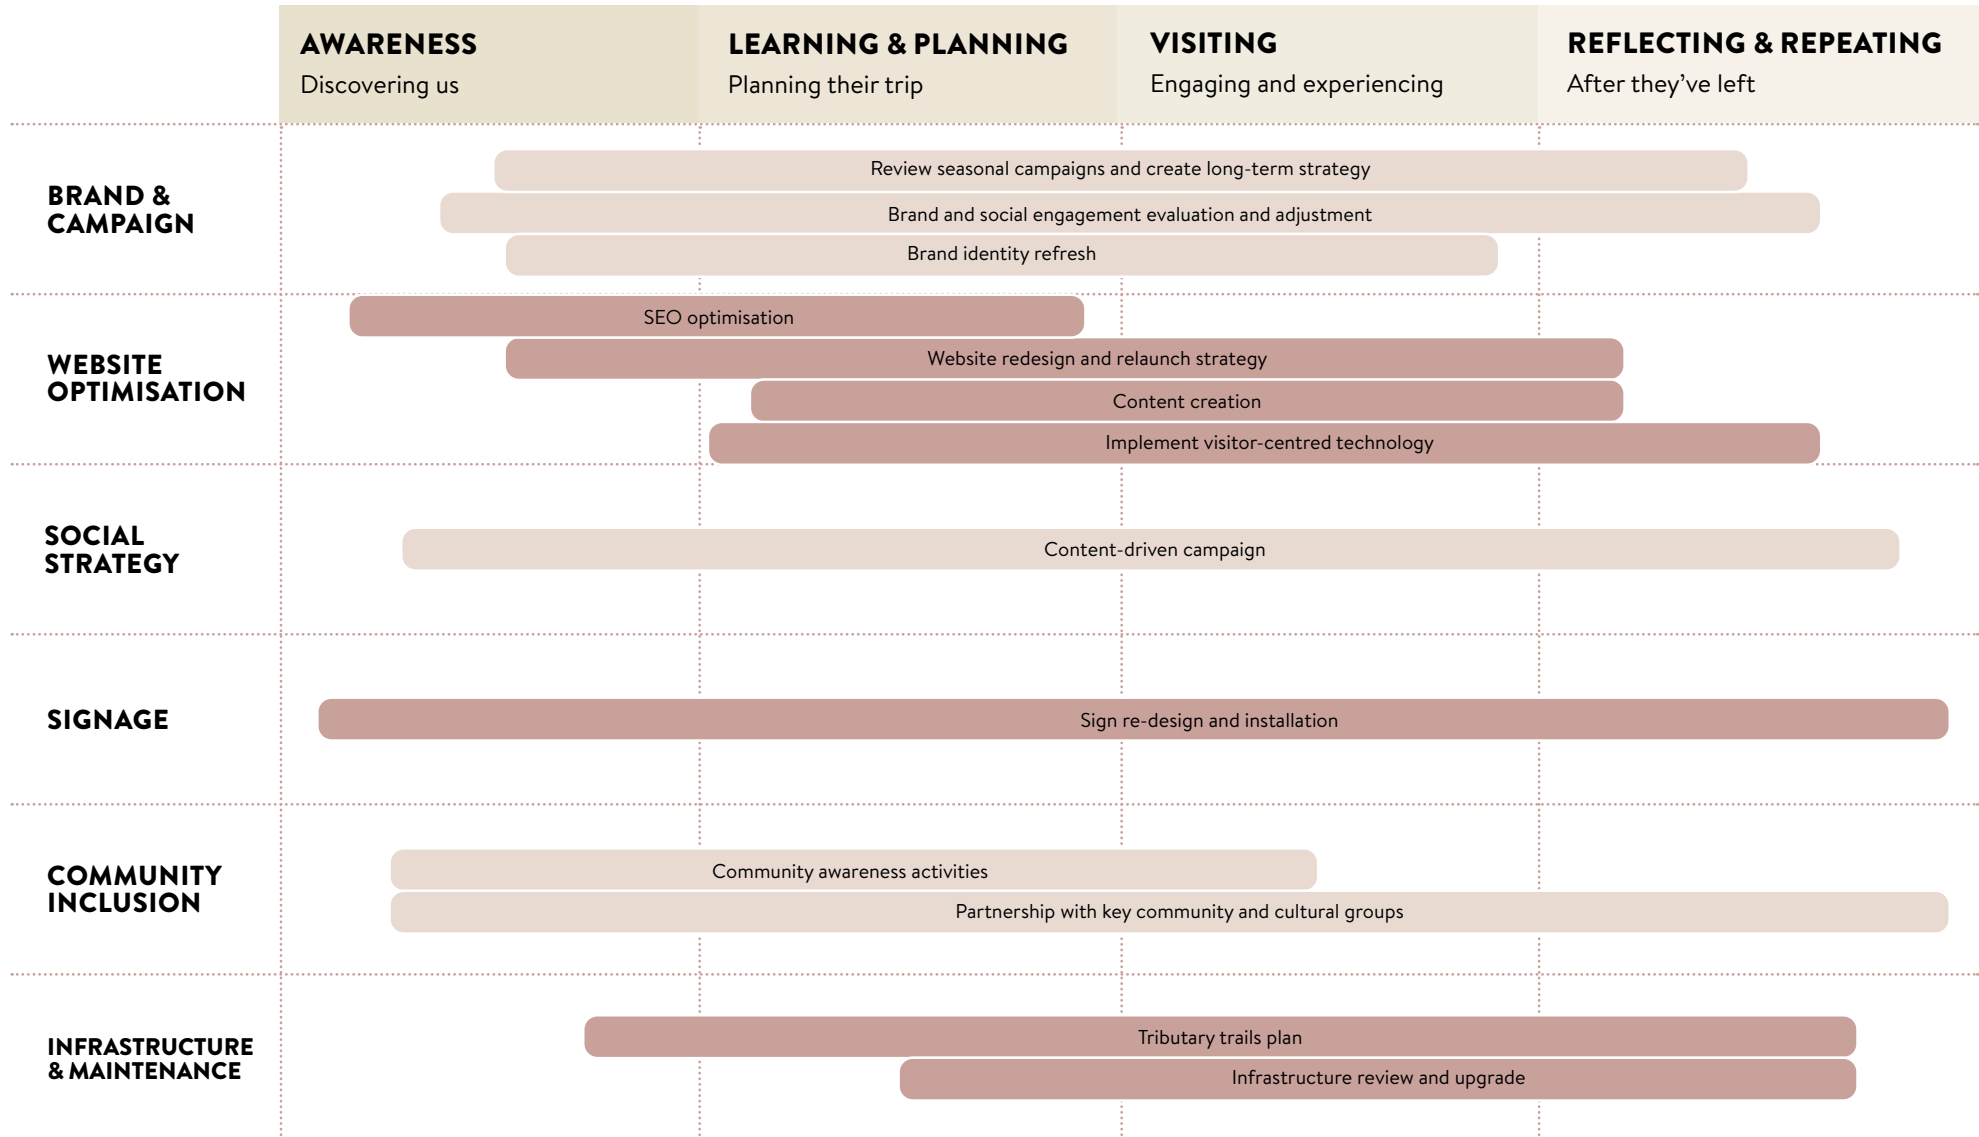 AWARENESS
Discovering us
LEARNING & PLANNING
Planning their trip
VISITING
Engaging and experiencing
REFLECTING & REPEATING
After they’ve left
BRAND &
CAMPAIGN
Review seasonal campaigns and create long-term strategy
Brand and social engagement evaluation and adjustment
Brand identity refresh
WEBSITE
OPTIMISATION
SEO optimisation
Website redesign and relaunch strategy
Content creation
Implement visitor-centred technology
SOCIAL
STRATEGY
Content-driven campaign
SIGNAGE
Sign re-design and installation
COMMUNITY
INCLUSION
Community awareness activities
Partnership with key community and cultural groups
INFRASTRUCTURE
& MAINTENANCE
Tributary trails plan
Infrastructure review and upgrade